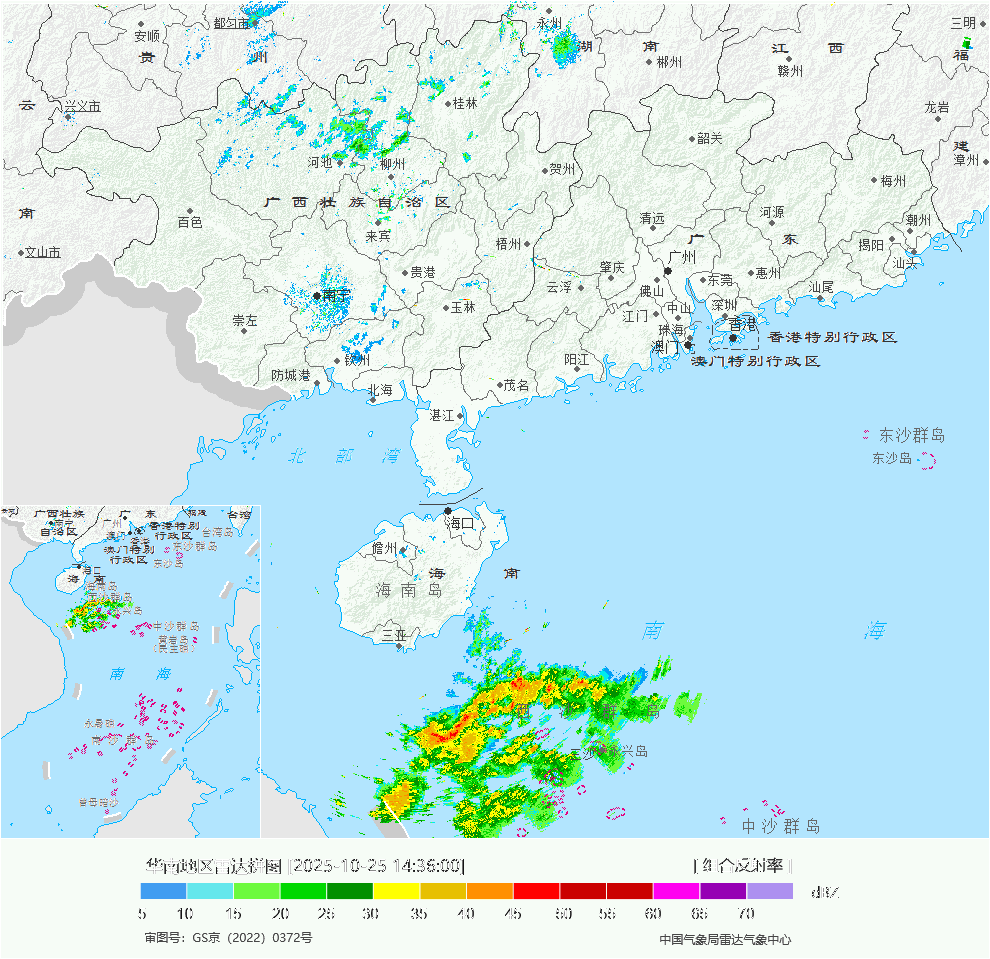 永州
三明
都匀市
安顺
湖 南
江 西
贵 州
福
郴州
赣州
云
兴义市
桂林
龙岩
韶关
建
河池
柳州
贺州
漳州
梅州
广 西 壮 族 自 治 区
南
百色
清远
河源
潮州
来宾
梧州
广 东
揭阳
文山市
广州
汕头
贵港
肇庆
惠州
东莞
云浮
佛山
汕尾
南宁
玉林
中山
深圳
崇左
江门
珠海
香港
香港特别行政区
澳门
澳门特别行政区
钦州
阳江
防城港
茂名
北海
湛江
东沙群岛
北 部 湾
东沙岛
海口
儋州
海 南
海南岛
三亚
南 海
永兴岛
中沙群岛
广西壮族
自治区
广 东
台湾
广州
香港特别
行政区
台湾岛
澳门特别
行政区
东沙群岛
东沙岛
海口
海 南
中沙群岛
黄岩岛
南 海
永暑礁
南沙群岛
曾母暗沙
华南地区雷达拼图 [2025-10-25 14:36:00]
[组合反射率]
dBZ
5 10 15 20 25 30 35 40 45 50 55 60 65 70
审图号：GS京（2022）0372号
中国气象局雷达气象中心